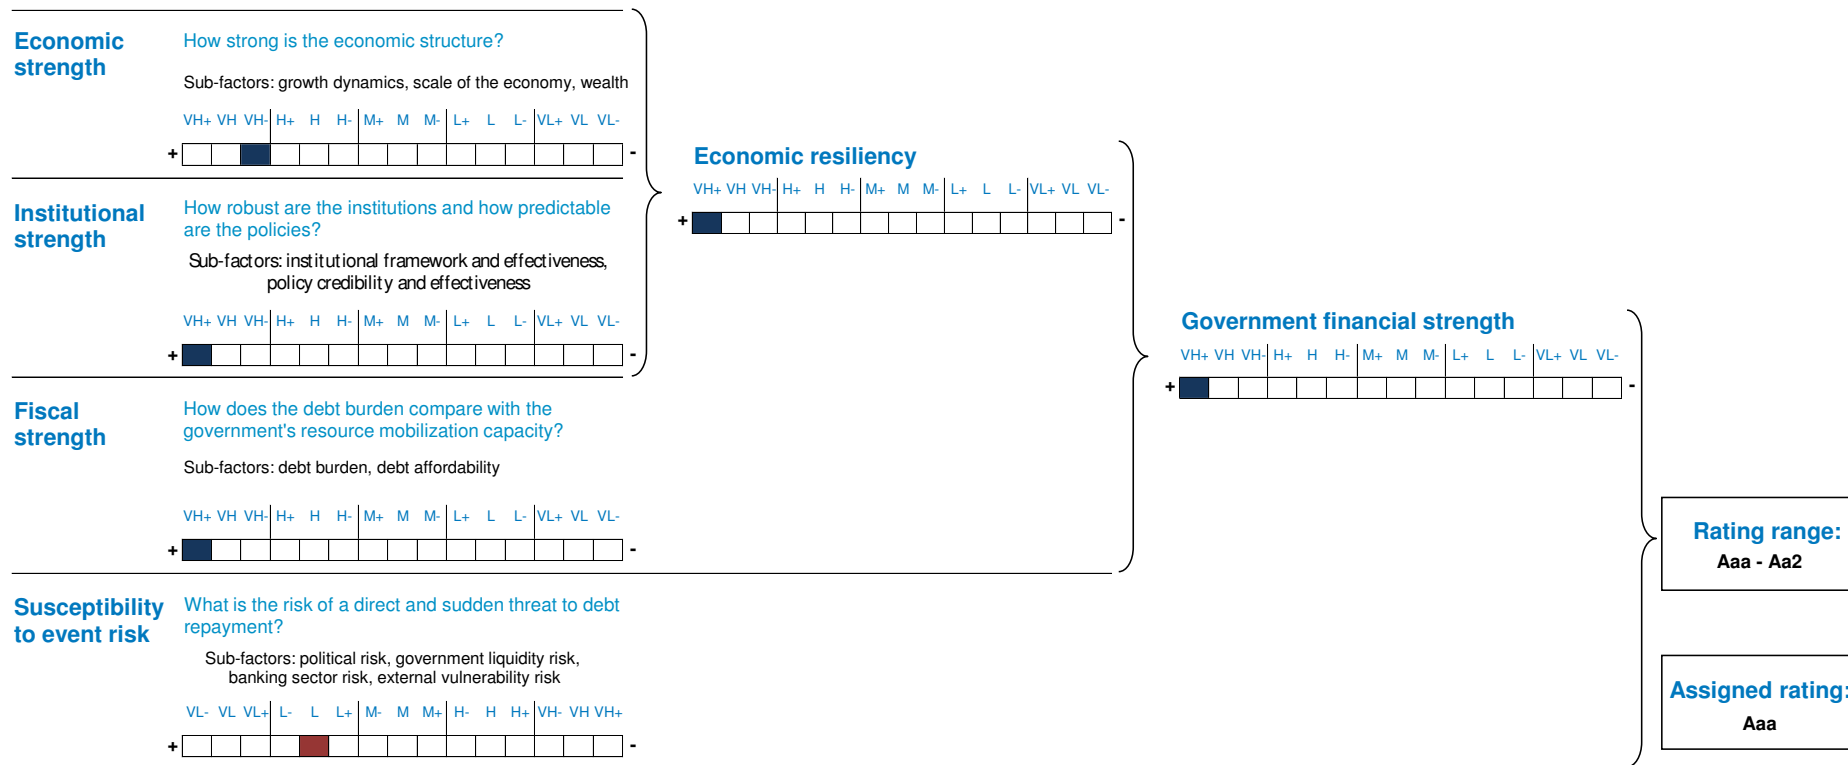 Economic
strength
How strong is the economic structure?
Sub-factors: growth dynamics, scale of the economy, wealth
VH+ VH VH- H+ H H- M+ M M- L+ L L- VL+ VL VL-
+ -
Institutional
strength
How robust are the institutions and how predictable
are the policies?
Sub-factors: institutional framework and effectiveness,
policy credibility and effectiveness
VH+ VH VH- H+ H H- M+ M M- L+ L L- VL+ VL VL-
+ -
Fiscal
strength
How does the debt burden compare with the
government's resource mobilization capacity?
Sub-factors: debt burden, debt affordability
VH+ VH VH- H+ H H- M+ M M- L+ L L- VL+ VL VL-
+ -
Susceptibility
to event risk
What is the risk of a direct and sudden threat to debt
repayment?
Sub-factors: political risk, government liquidity risk,
banking sector risk, external vulnerability risk
VL- VL VL+ L- L L+ M- M M+ H- H H+ VH- VH VH+
+ -
Economic resiliency
VH+ VH VH- H+ H H- M+ M M- L+ L L- VL+ VL VL-
+ -
Government financial strength
VH+ VH VH- H+ H H- M+ M M- L+ L L- VL+ VL VL-
+ -
Rating range:
Aaa - Aa2
Assigned rating:
Aaa